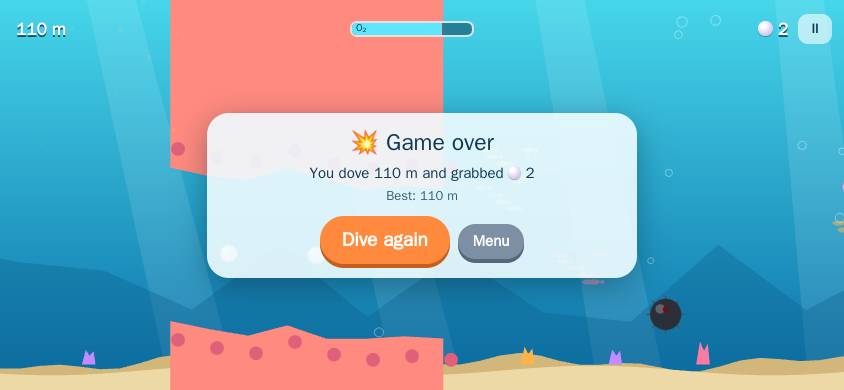 110 m
O₂
2
💥 Game over
You dove 110 m and grabbed 2
Best: 110 m
Dive again
Menu